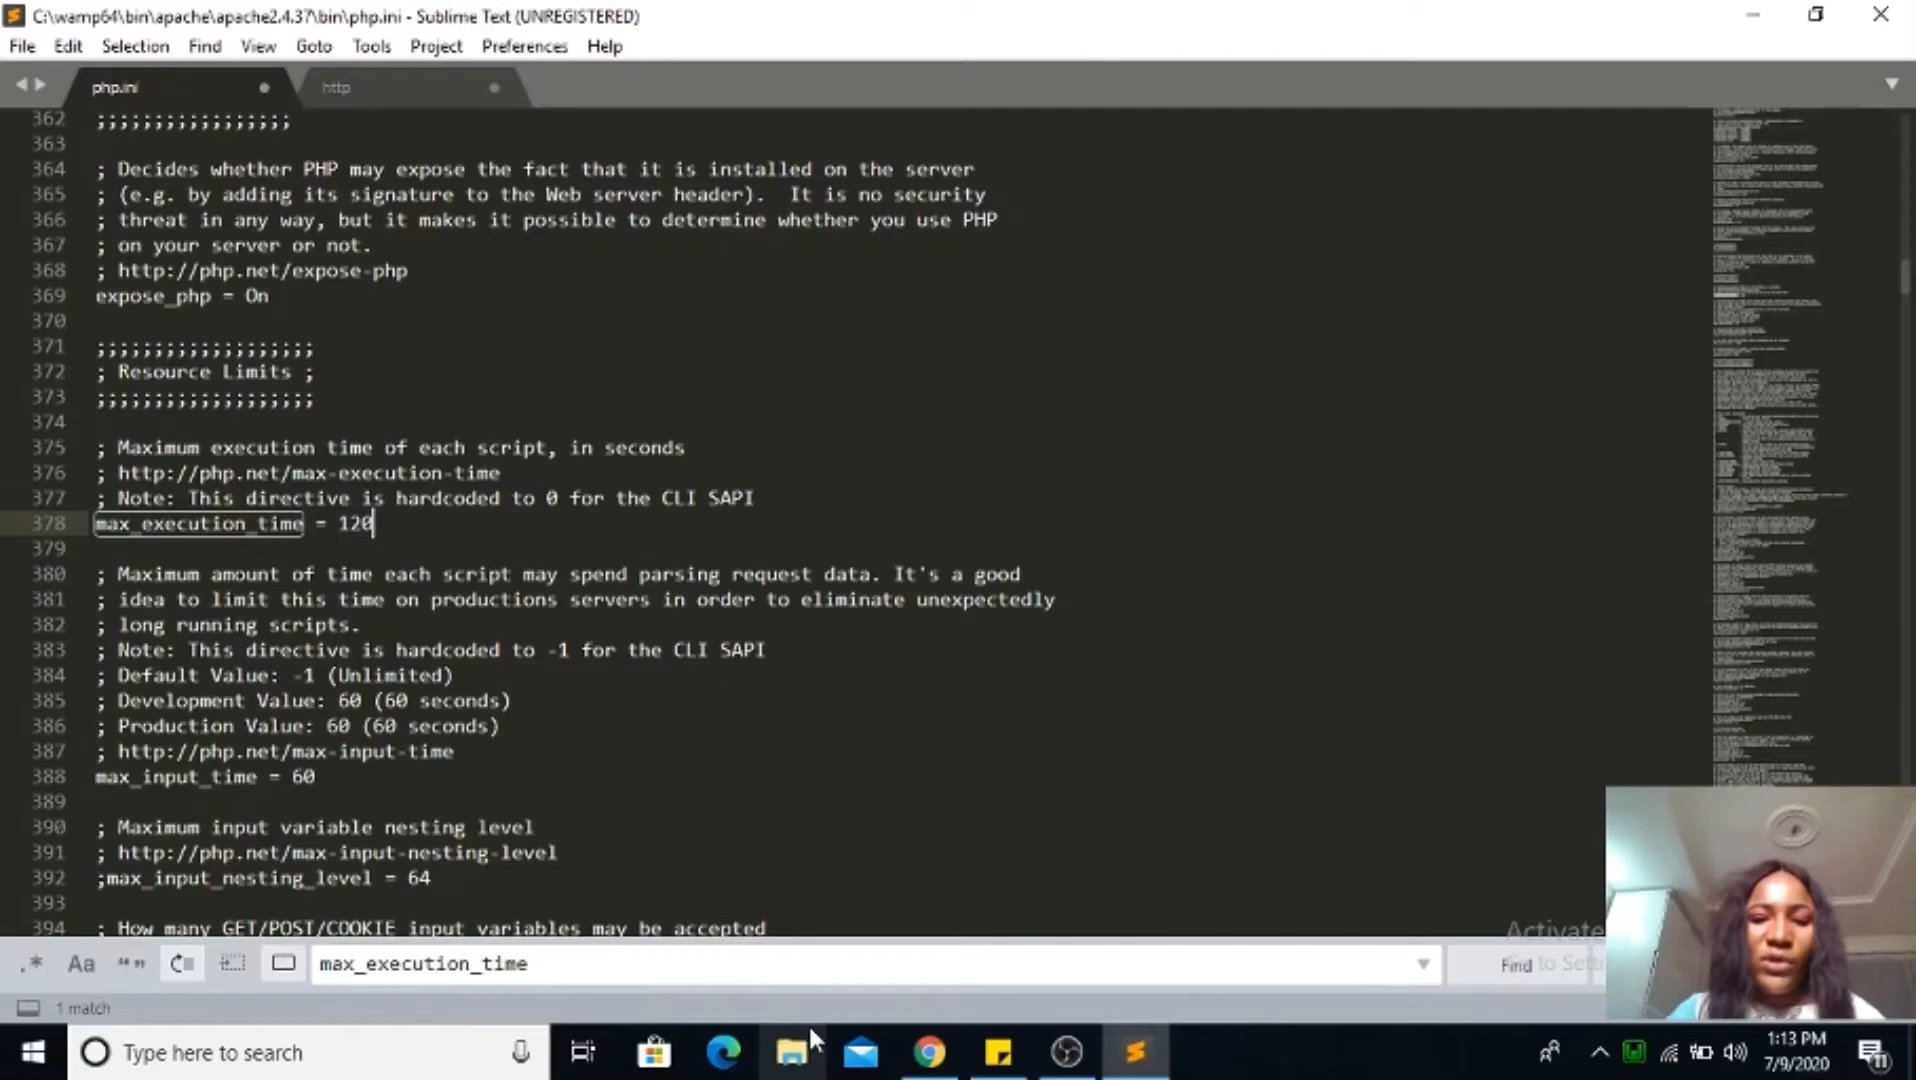 C:\wamp64\bin\apache\apache2.4.37\bin\php.ini - Sublime Text (UNREGISTERED)
File Edit Selection Find View Goto Tools Project Preferences Help
php.ini http
362 ;;;;;;;;;;;;;;;;;
363
364 ; Decides whether PHP may expose the fact that it is installed on the server
365 ; (e.g. by adding its signature to the Web server header).  It is no security
366 ; threat in any way, but it makes it possible to determine whether you use PHP
367 ; on your server or not.
368 ; http://php.net/expose-php
369 expose_php = On
370
371 ;;;;;;;;;;;;;;;;;;;
372 ; Resource Limits ;
373 ;;;;;;;;;;;;;;;;;;;
374
375 ; Maximum execution time of each script, in seconds
376 ; http://php.net/max-execution-time
377 ; Note: This directive is hardcoded to 0 for the CLI SAPI
378 max_execution_time = 120
379
380 ; Maximum amount of time each script may spend parsing request data. It's a good
381 ; idea to limit this time on productions servers in order to eliminate unexpectedly
382 ; long running scripts.
383 ; Note: This directive is hardcoded to -1 for the CLI SAPI
384 ; Default Value: -1 (Unlimited)
385 ; Development Value: 60 (60 seconds)
386 ; Production Value: 60 (60 seconds)
387 ; http://php.net/max-input-time
388 max_input_time = 60
389
390 ; Maximum input variable nesting level
391 ; http://php.net/max-input-nesting-level
392 ;max_input_nesting_level = 64
393
394 ; How many GET/POST/COOKIE input variables may be accepted
Activate
.* Aa “” max_execution_time Find
to Setti
1 match
Type here to search
1:13 PM
7/9/2020
11